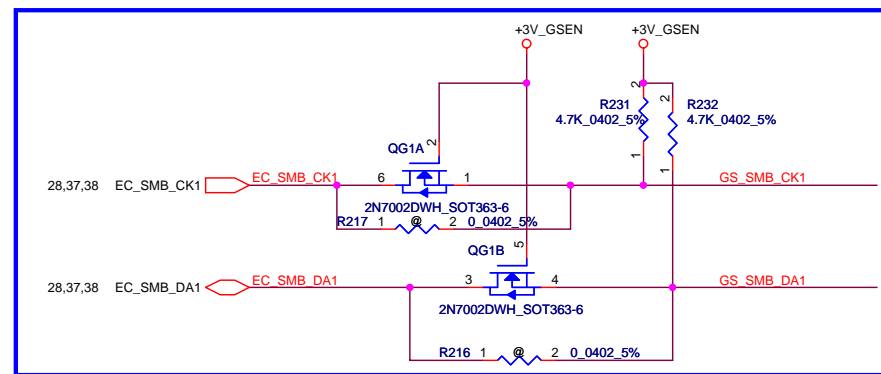 +3V_GSEN +3V_GSEN
R231 2 2 R232
4.7K_0402_5% 4.7K_0402_5%
QG1A 2
1 1
28,37,38 EC_SMB_CK1 EC_SMB_CK1 6 1 GS_SMB_CK1
2N7002DWH_SOT363-6
R217 1 @ 2 0_0402_5%
QG1B 5
28,37,38 EC_SMB_DA1 EC_SMB_DA1 3 4 GS_SMB_DA1
2N7002DWH_SOT363-6
R216 1 @ 2 0_0402_5%